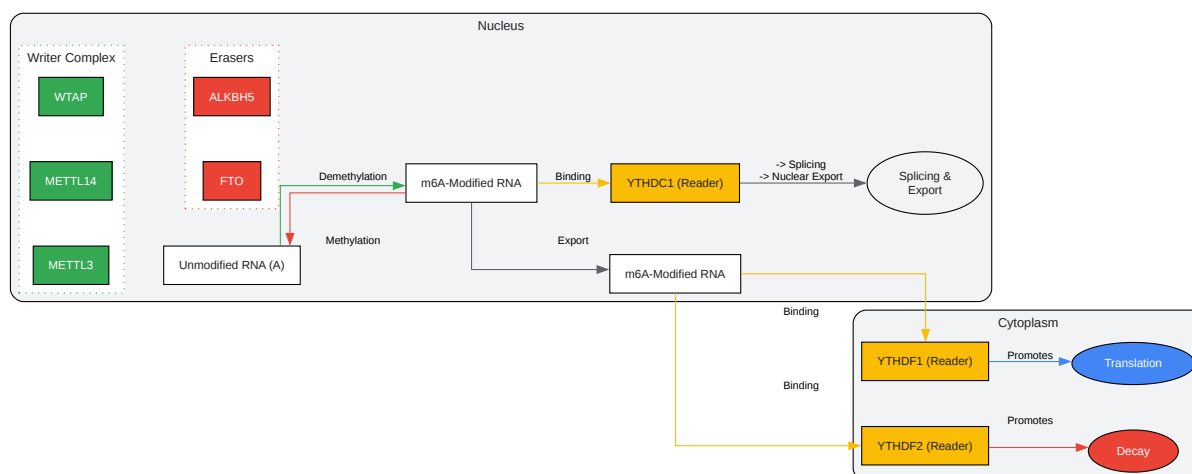 Nucleus
Writer Complex
Erasers
WTAP
ALKBH5
METTL14
FTO
Demethylation
m6A-Modified RNA
Binding
YTHDC1 (Reader)
-> Splicing
-> Nuclear Export
Splicing &
Export
METTL3
Unmodified RNA (A)
Methylation
Export
m6A-Modified RNA
Binding
Cytoplasm
YTHDF1 (Reader)
Promotes
Translation
Binding
YTHDF2 (Reader)
Promotes
Decay